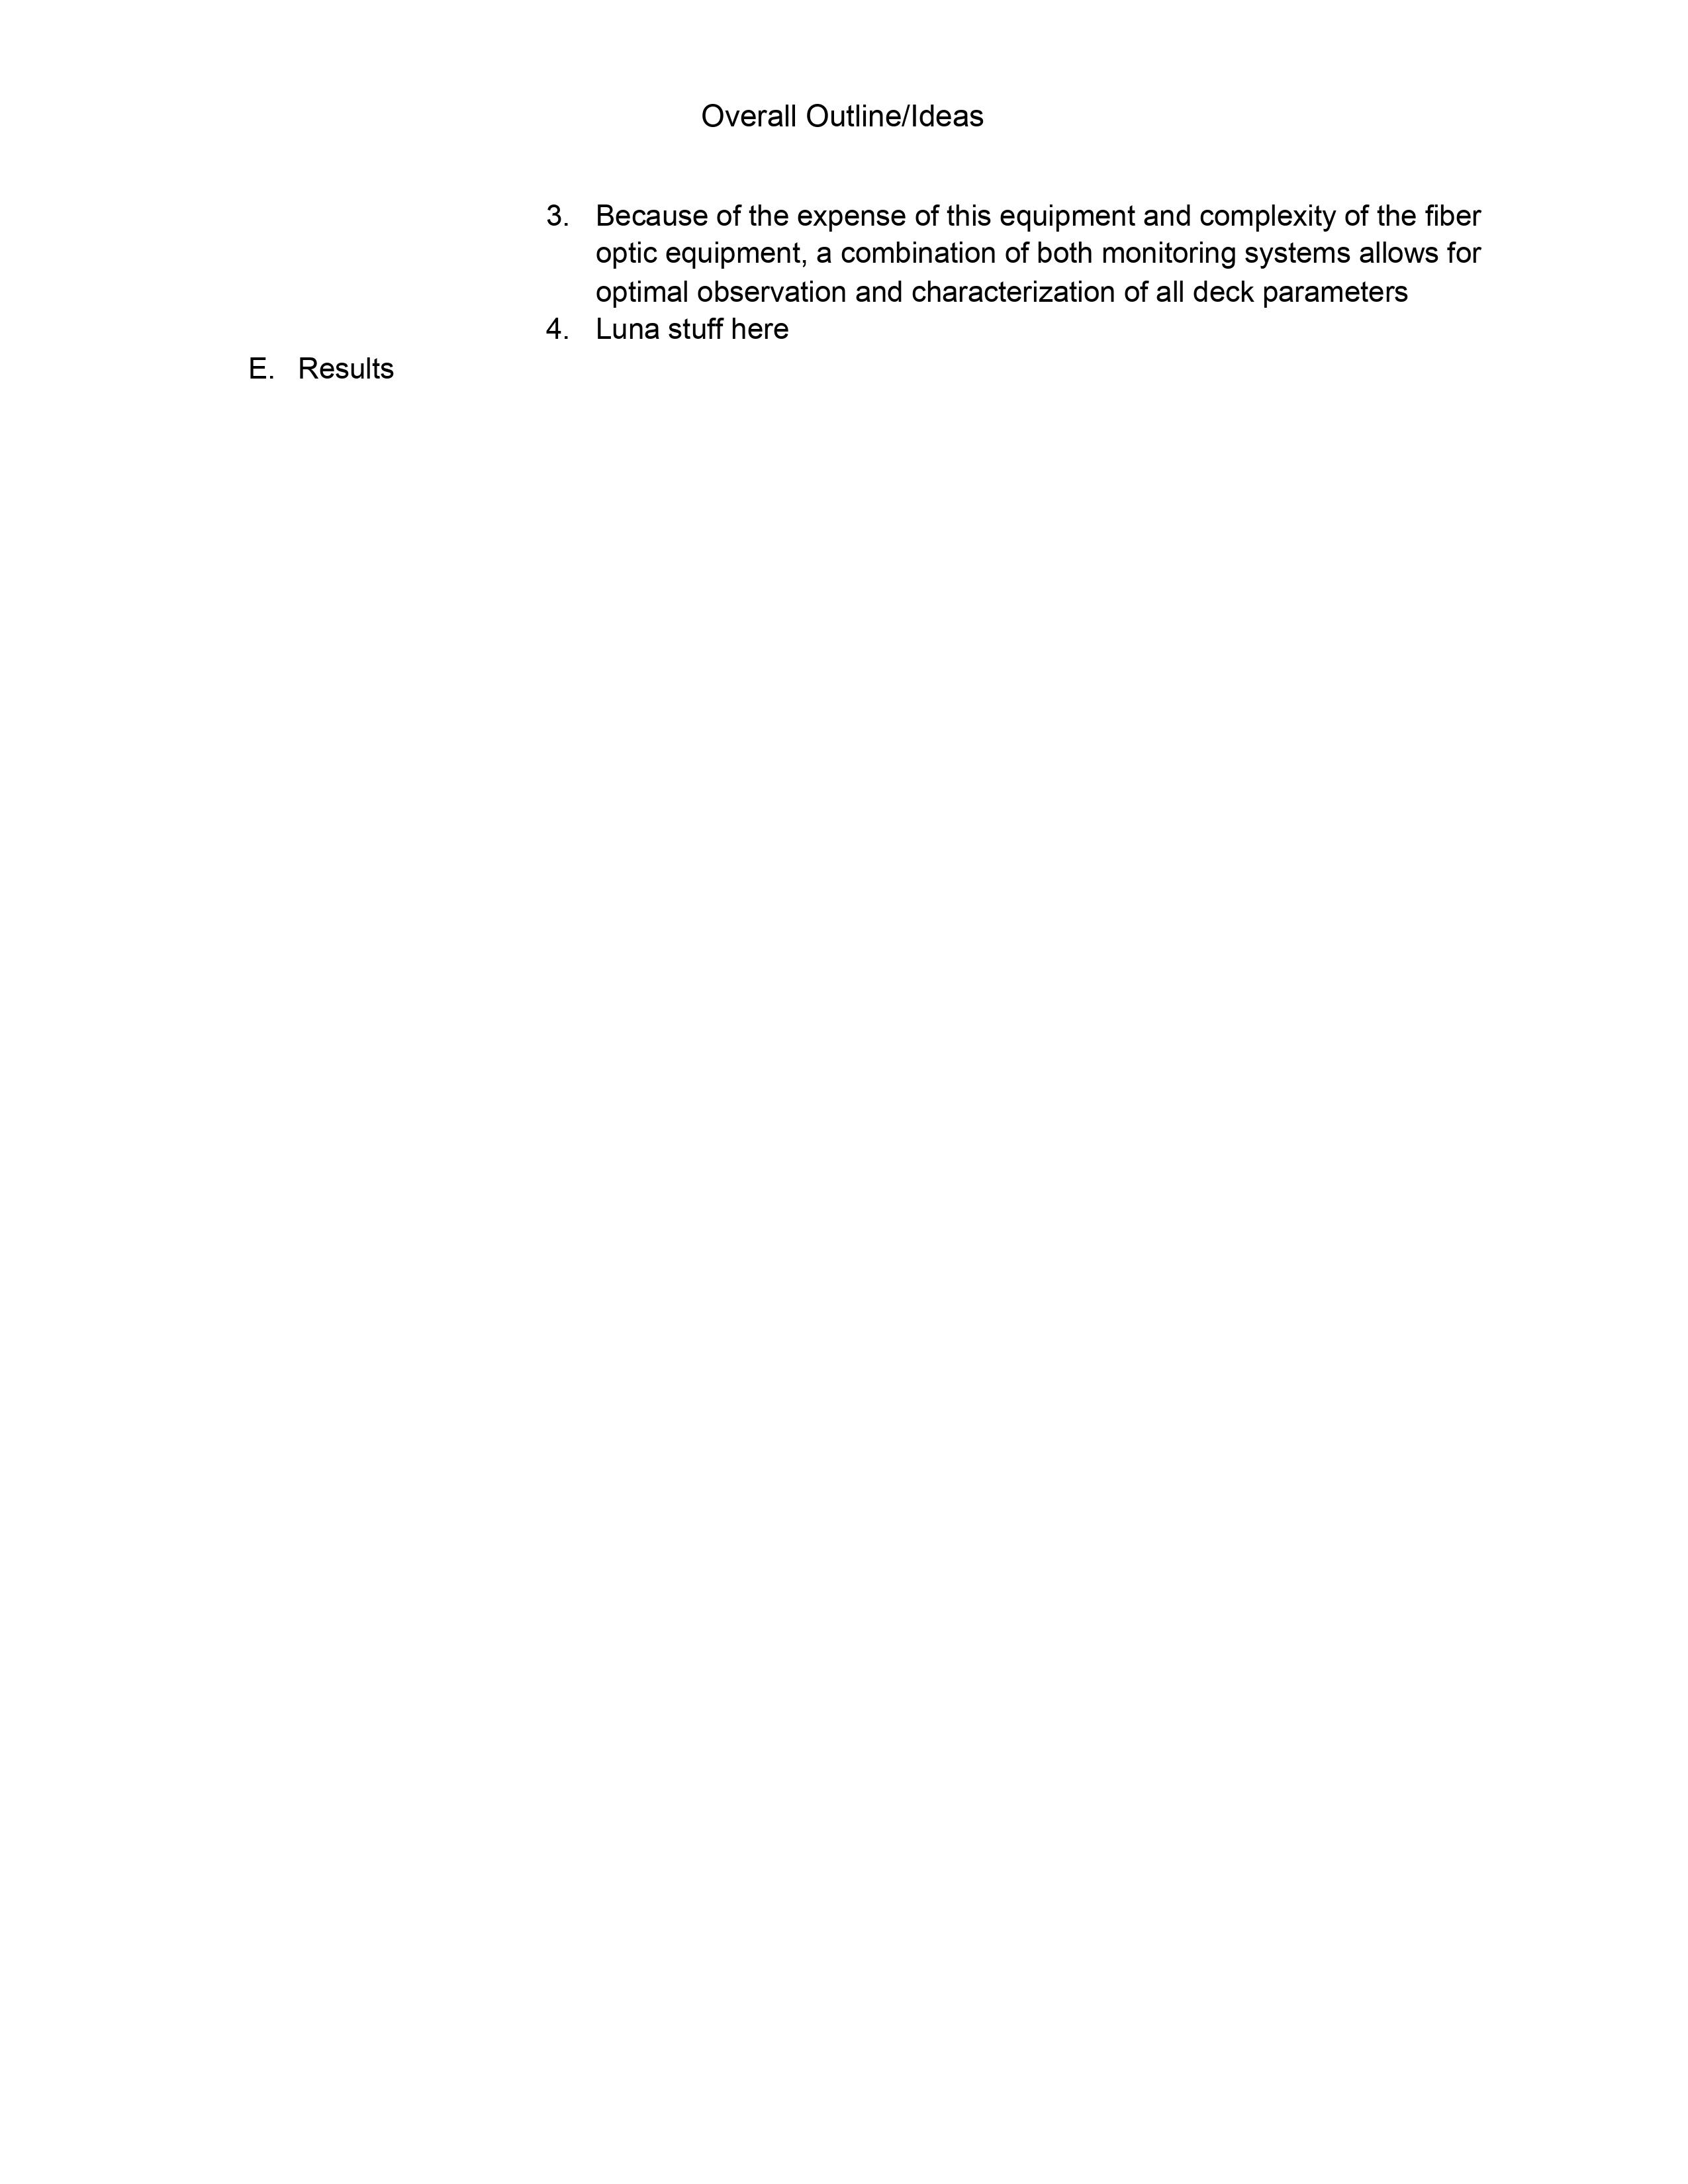 Overall Outline/Ideas
3. Because of the expense of this equipment and complexity of the fiber
optic equipment, a combination of both monitoring systems allows for
optimal observation and characterization of all deck parameters
4. Luna stuff here
E. Results